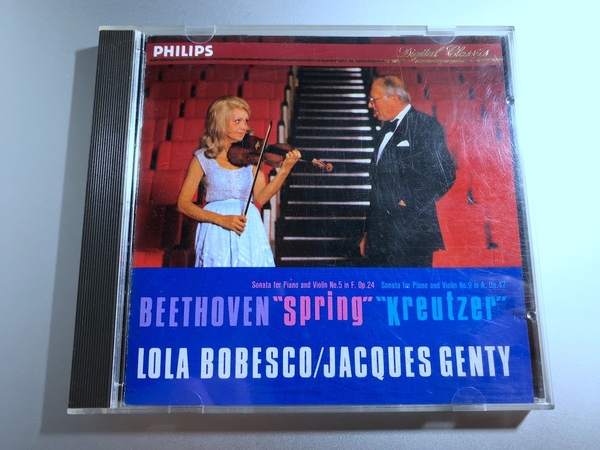 PHILIPS Digital Classics
Sonata for Piano and Violin No.5 in F, Op.24 Sonata for Piano and Violin No.9 in A, Op.47
BEETHOVEN "spring" "kreutzer"
LOLA BOBESCO/JACQUES GENTY